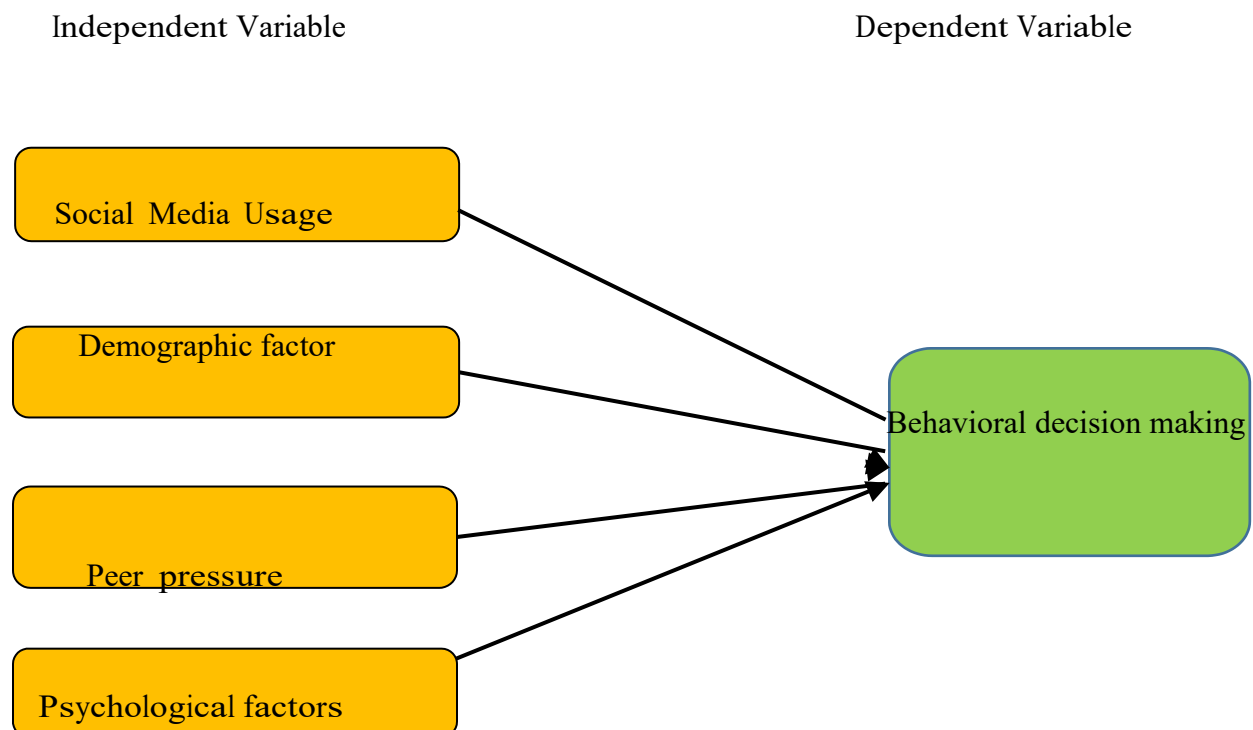 Independent Variable
Dependent Variable
Social Media Usage
Demographic factor
Behavioral decision making
Peer pressure
Psychological factors